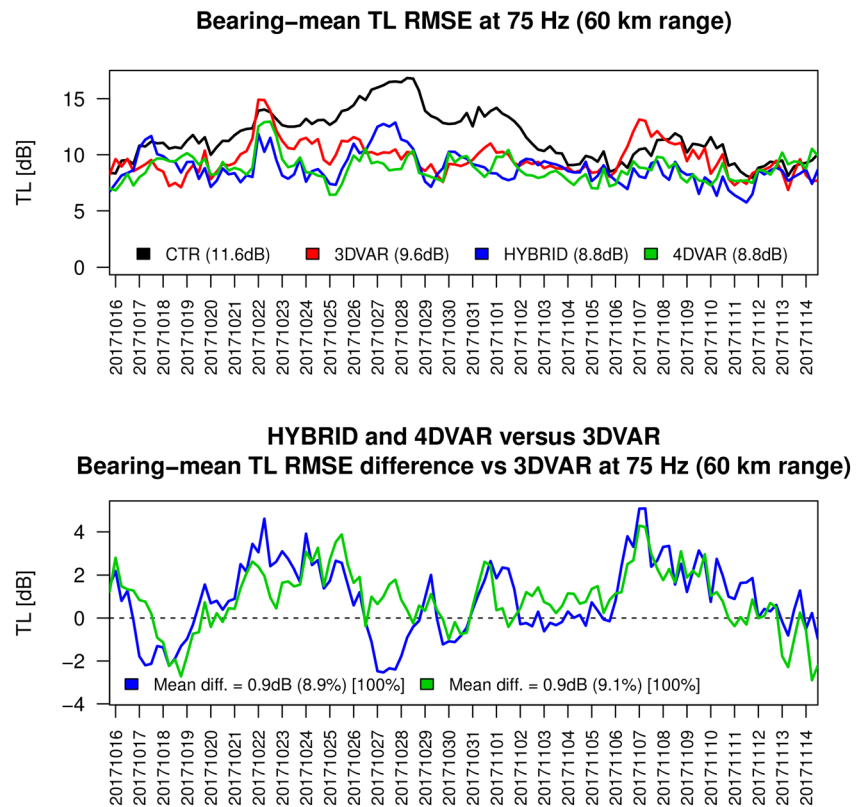 Bearing−mean TL RMSE at 75 Hz (60 km range)
TL [dB]
15
10
5
0
CTR (11.6dB) 3DVAR (9.6dB) HYBRID (8.8dB) 4DVAR (8.8dB)
20171016 20171017 20171018 20171019 20171020 20171021 20171022 20171023 20171024 20171025 20171026 20171027 20171028 20171029 20171030 20171031 20171101 20171102 20171103 20171104 20171105 20171106 20171107 20171108 20171109 20171110 20171111 20171112 20171113 20171114
HYBRID and 4DVAR versus 3DVAR
Bearing−mean TL RMSE difference vs 3DVAR at 75 Hz (60 km range)
TL [dB]
4
2
0
−2
−4
Mean diff. = 0.9dB (8.9%) [100%] Mean diff. = 0.9dB (9.1%) [100%]
20171016 20171017 20171018 20171019 20171020 20171021 20171022 20171023 20171024 20171025 20171026 20171027 20171028 20171029 20171030 20171031 20171101 20171102 20171103 20171104 20171105 20171106 20171107 20171108 20171109 20171110 20171111 20171112 20171113 20171114